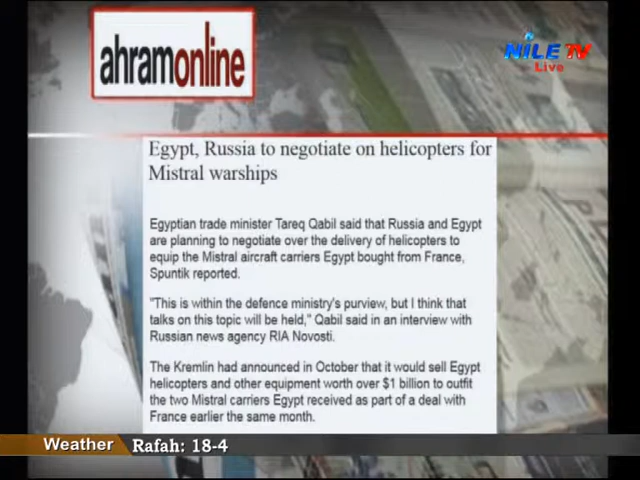 ahramonline
NiLE TV
Live
Egypt, Russia to negotiate on helicopters for
Mistral warships
Egyptian trade minister Tareq Qabil said that Russia and Egypt
are planning to negotiate over the delivery of helicopters to
equip the Mistral aircraft carriers Egypt bought from France,
Spuntik reported.
"This is within the defence ministry's purview, but I think that
talks on this topic will be held," Qabil said in an interview with
Russian news agency RIA Novosti.
The Kremlin had announced in October that it would sell Egypt
helicopters and other equipment worth over $1 billion to outfit
the two Mistral carriers Egypt received as part of a deal with
France earlier the same month.
Weather Rafah: 18-4